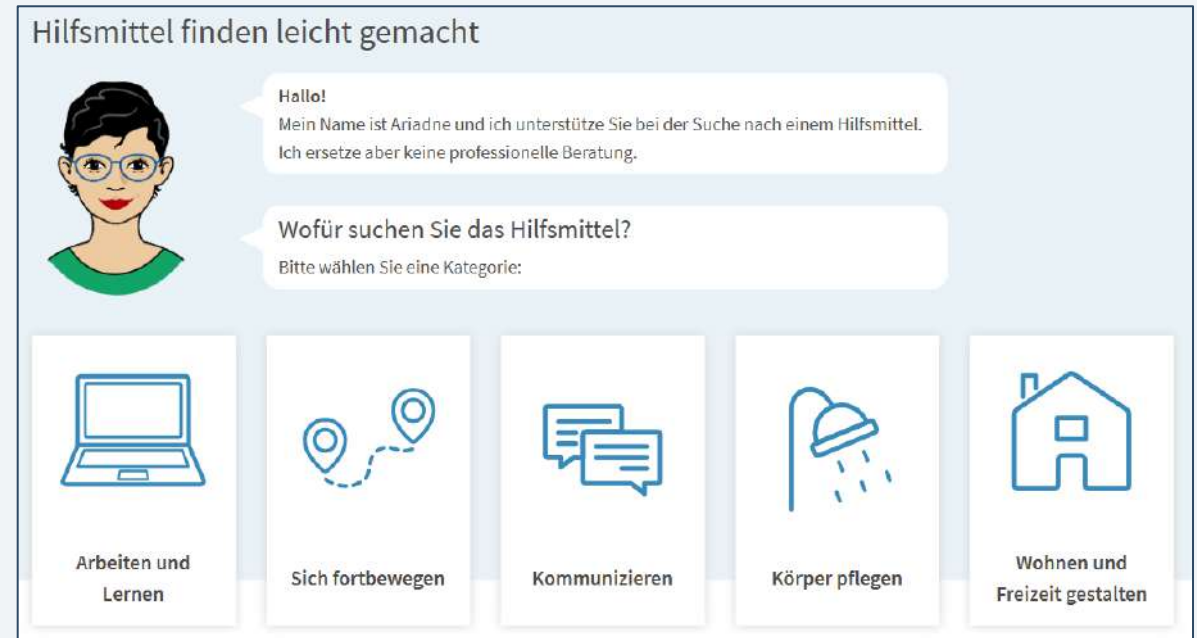 Hilfsmittel finden leicht gemacht
Hallo!
Mein Name ist Ariadne und ich unterstütze Sie bei der Suche nach einem Hilfsmittel.
Ich ersetze aber keine professionelle Beratung.
Wofür suchen Sie das Hilfsmittel?
Bitte wählen Sie eine Kategorie:
Arbeiten und
Lernen
Sich fortbewegen
Kommunizieren
Körper pflegen
Wohnen und
Freizeit gestalten